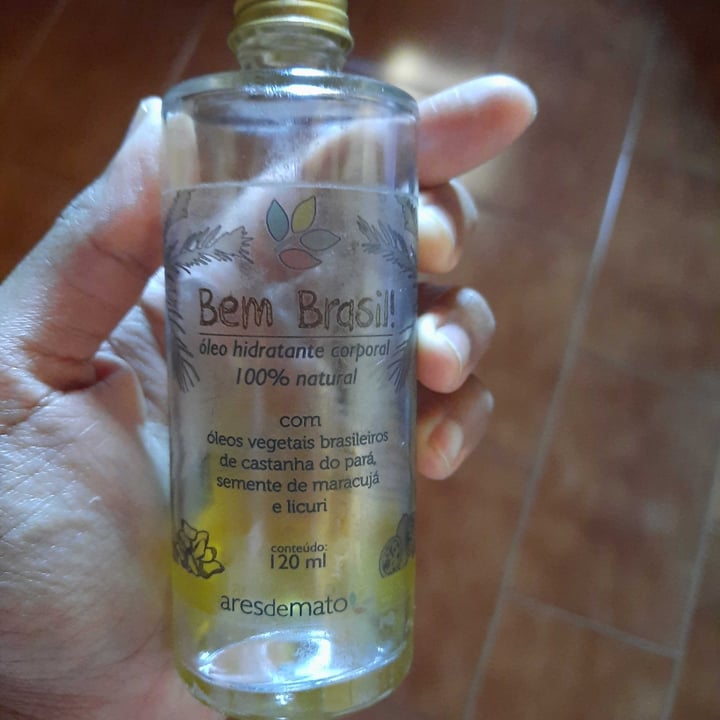 Bem Brasil!
óleo hidratante corporal
100% natural
com
óleos vegetais brasileiros
de castanha do pará,
semente de maracujá
e licuri
conteúdo:
120 ml
aresdemato